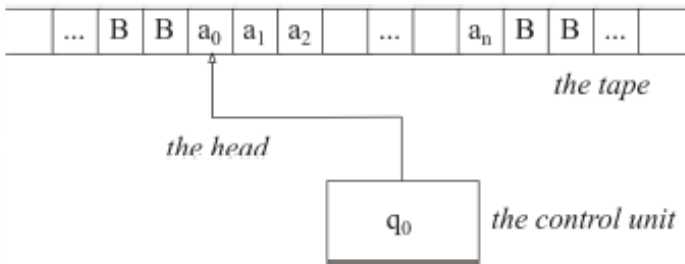 ... B B a₀ a₁ a₂ ... aₙ B B ...
the tape
the head
q₀ the control unit